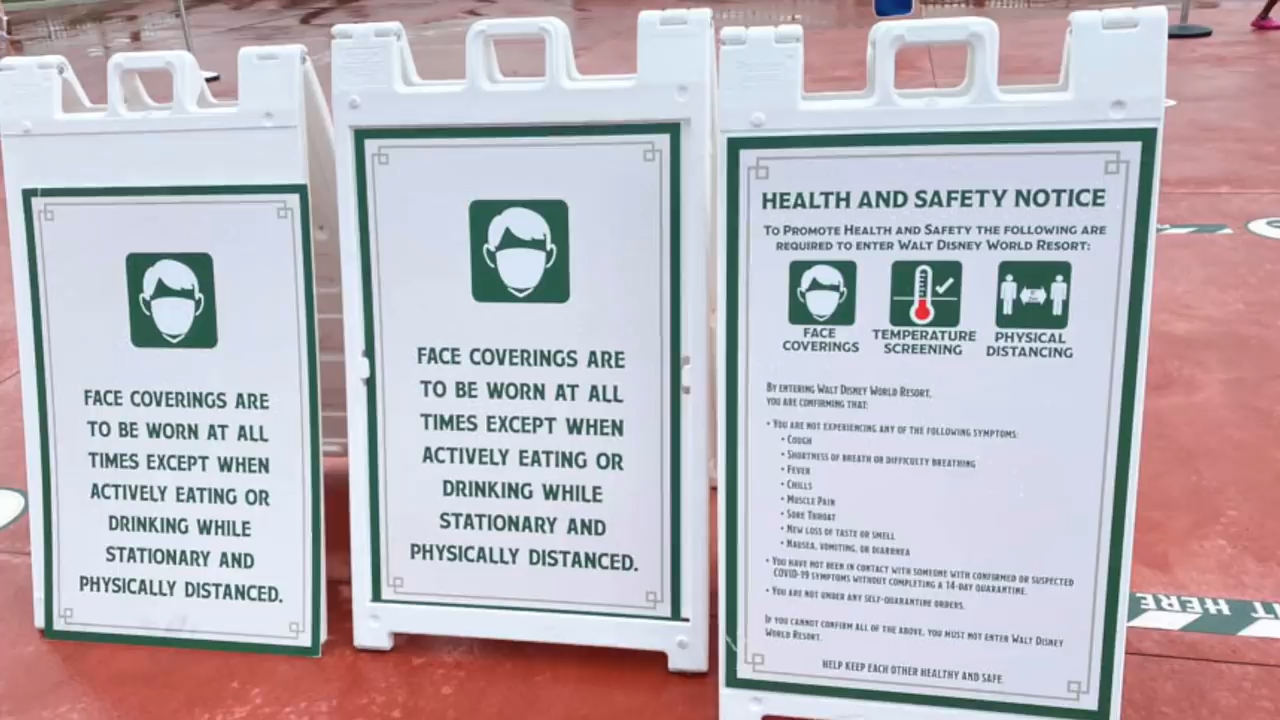 FACE COVERINGS ARE
TO BE WORN AT ALL
TIMES EXCEPT WHEN
ACTIVELY EATING OR
DRINKING WHILE
STATIONARY AND
PHYSICALLY DISTANCED.
FACE COVERINGS ARE
TO BE WORN AT ALL
TIMES EXCEPT WHEN
ACTIVELY EATING OR
DRINKING WHILE
STATIONARY AND
PHYSICALLY DISTANCED.
HEALTH AND SAFETY NOTICE
TO PROMOTE HEALTH AND SAFETY THE FOLLOWING ARE
REQUIRED TO ENTER WALT DISNEY WORLD RESORT:
FACE
COVERINGS
TEMPERATURE
SCREENING
PHYSICAL
DISTANCING
BY ENTERING WALT DISNEY WORLD RESORT,
YOU ARE CONFIRMING THAT:
• YOU ARE NOT EXPERIENCING ANY OF THE FOLLOWING SYMPTOMS:
• COUGH
• SHORTNESS OF BREATH OR DIFFICULTY BREATHING
• FEVER
• CHILLS
• MUSCLE PAIN
• SORE THROAT
• NEW LOSS OF TASTE OR SMELL
• NAUSEA, VOMITING, OR DIARRHEA
• YOU HAVE NOT BEEN IN CONTACT WITH SOMEONE WITH CONFIRMED OR SUSPECTED
COVID-19 SYMPTOMS WITHOUT COMPLETING A 14-DAY QUARANTINE.
• YOU ARE NOT UNDER ANY SELF-QUARANTINE ORDERS.
IF YOU CANNOT CONFIRM ALL OF THE ABOVE, YOU MUST NOT ENTER WALT DISNEY
WORLD RESORT.
HELP KEEP EACH OTHER HEALTHY AND SAFE
HERE